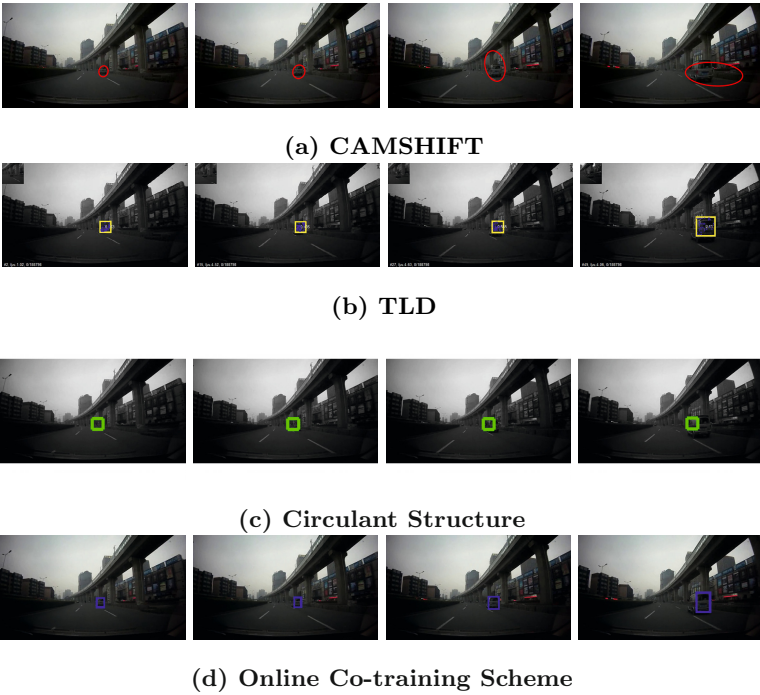 (a) CAMSHIFT
(b) TLD
(c) Circulant Structure
(d) Online Co-training Scheme